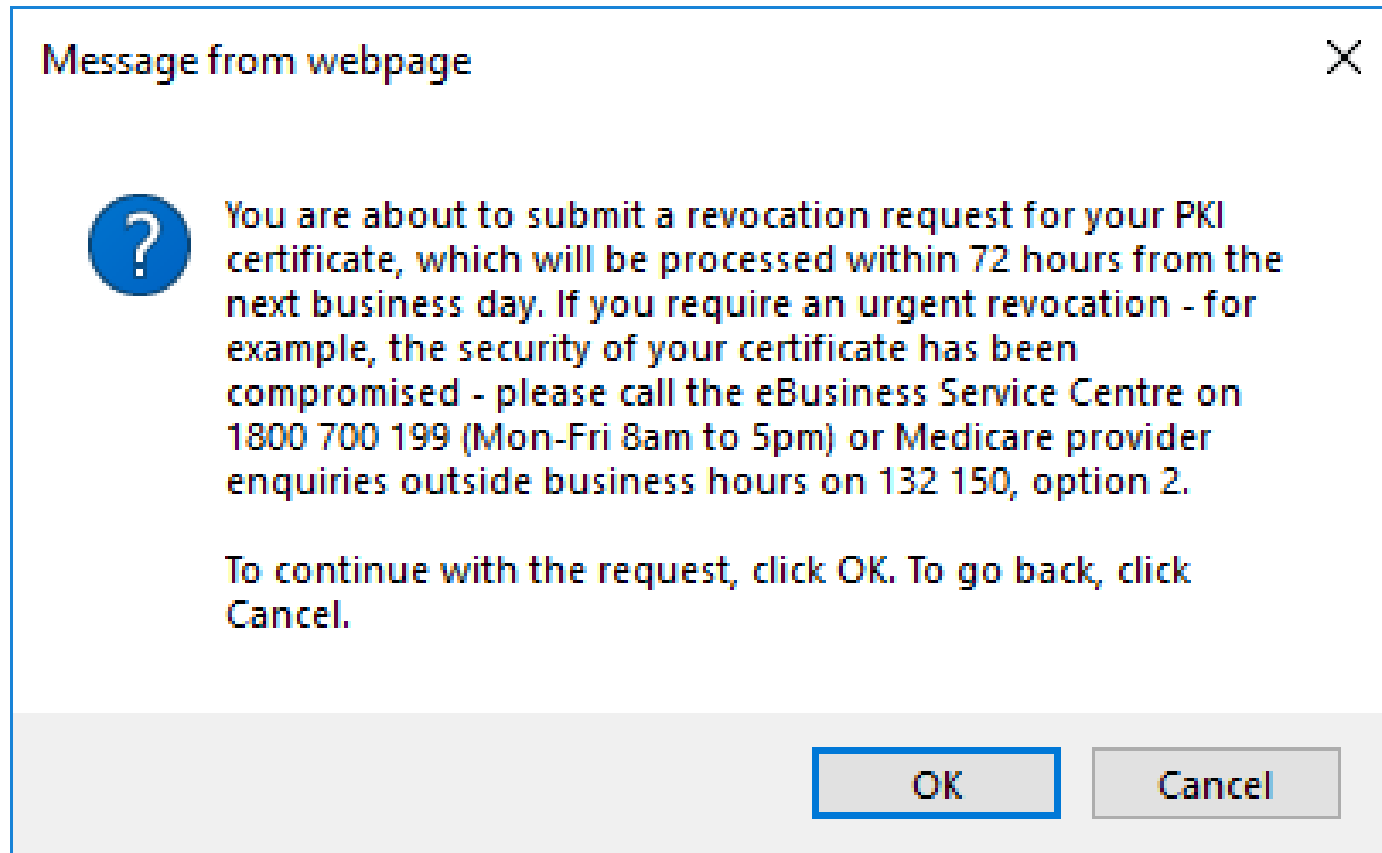 Message from webpage
You are about to submit a revocation request for your PKI
certificate, which will be processed within 72 hours from the
next business day. If you require an urgent revocation - for
example, the security of your certificate has been
compromised - please call the eBusiness Service Centre on
1800 700 199 (Mon-Fri 8am to 5pm) or Medicare provider
enquiries outside business hours on 132 150, option 2.
To continue with the request, click OK. To go back, click
Cancel.
OK
Cancel